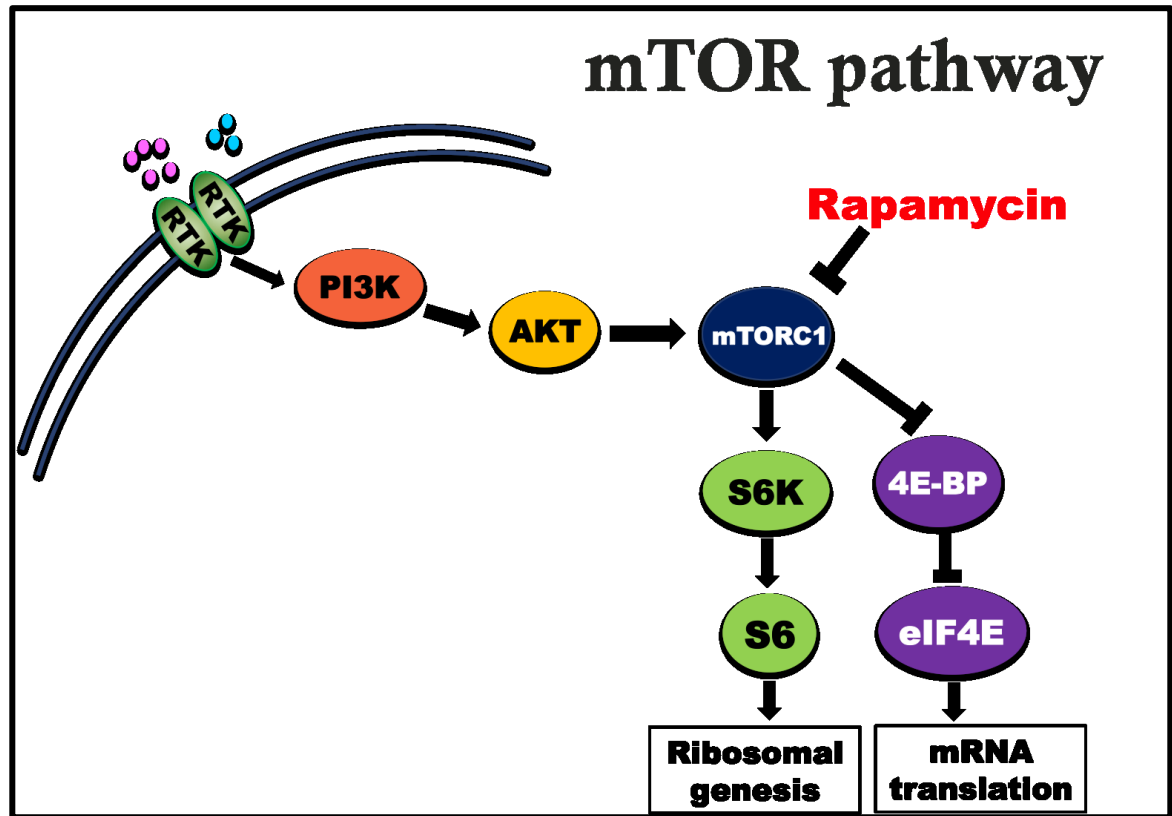 mTOR pathway
Rapamycin
RTK
RTK
PI3K
AKT
mTORC1
S6K
4E-BP
S6
eIF4E
Ribosomal
genesis
mRNA
translation